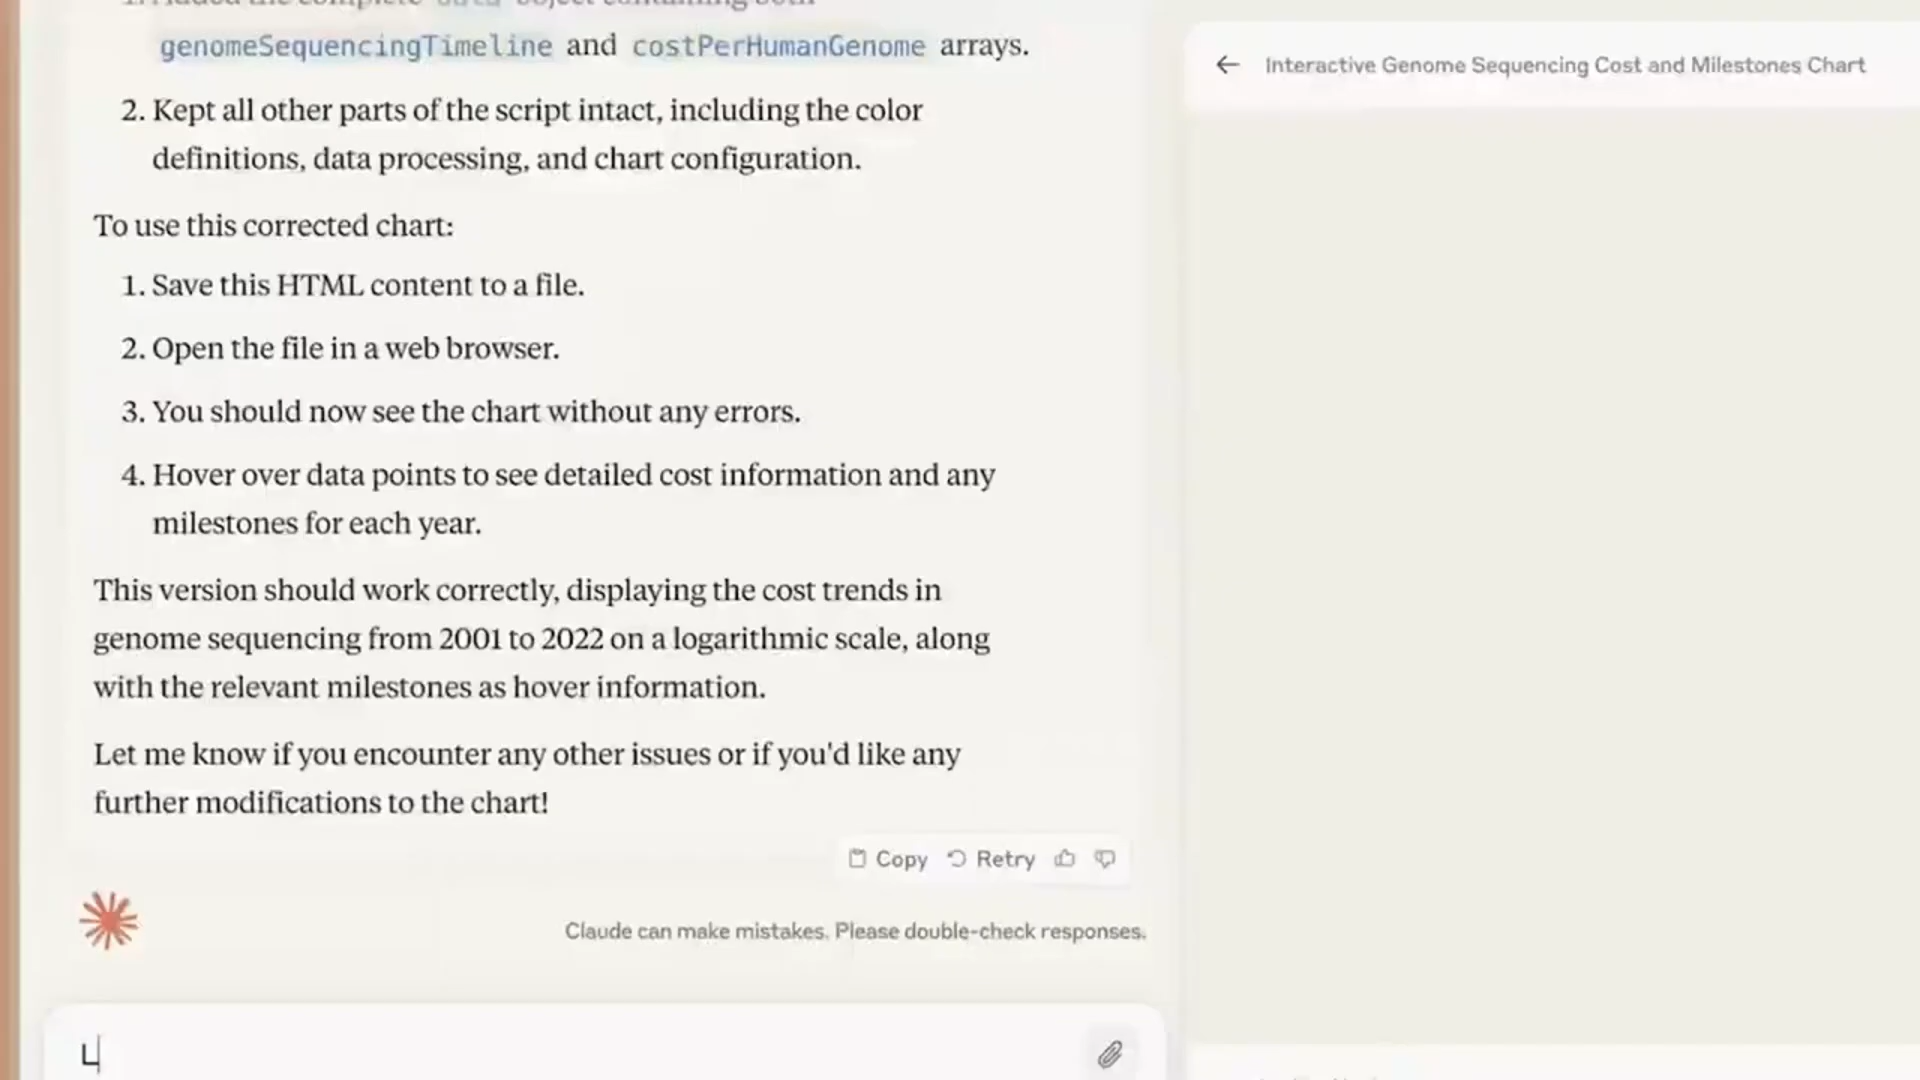 genomeSequencingTimeline and costPerHumanGenome arrays.
2. Kept all other parts of the script intact, including the color
definitions, data processing, and chart configuration.
To use this corrected chart:
1. Save this HTML content to a file.
2. Open the file in a web browser.
3. You should now see the chart without any errors.
4. Hover over data points to see detailed cost information and any
milestones for each year.
This version should work correctly, displaying the cost trends in
genome sequencing from 2001 to 2022 on a logarithmic scale, along
with the relevant milestones as hover information.
Let me know if you encounter any other issues or if you'd like any
further modifications to the chart!
Copy Retry
Claude can make mistakes. Please double-check responses.
L
Interactive Genome Sequencing Cost and Milestones Chart